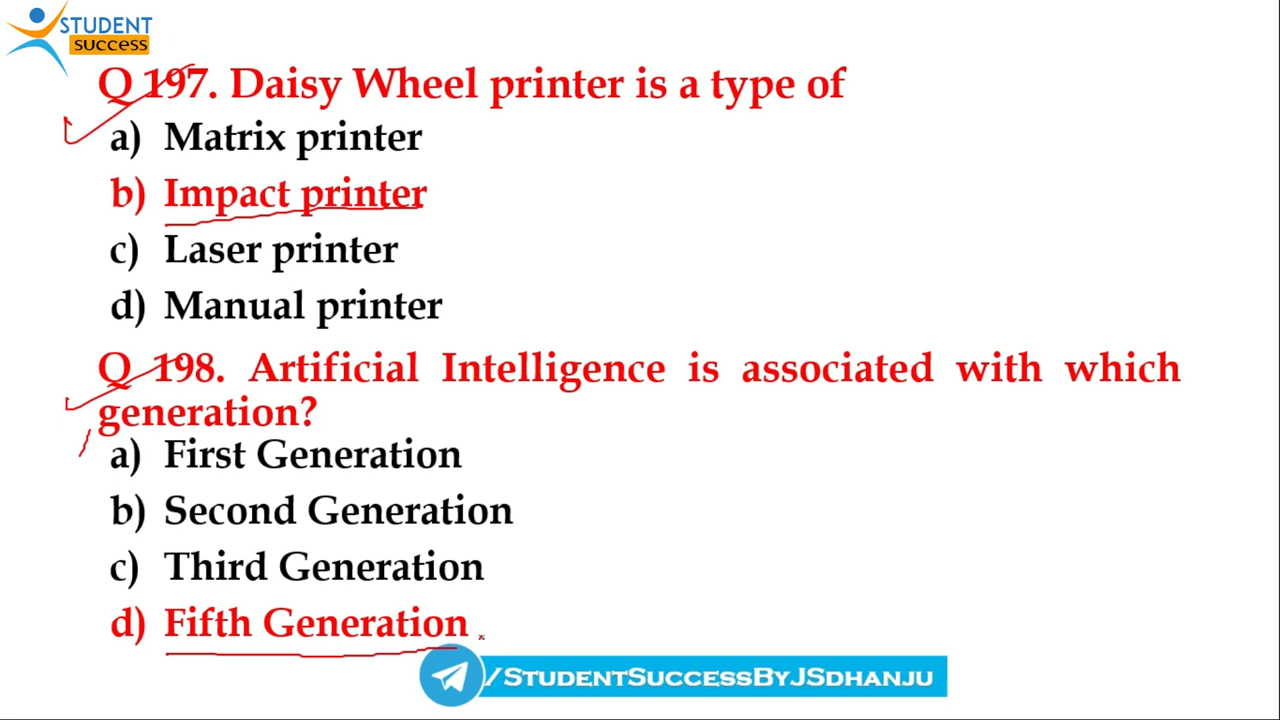 STUDENT
SUCCESS
Q 197. Daisy Wheel printer is a type of
a) Matrix printer
b) Impact printer
c) Laser printer
d) Manual printer
Q 198. Artificial Intelligence is associated with which
generation?
a) First Generation
b) Second Generation
c) Third Generation
d) Fifth Generation
/STUDENTSUCCESSBYJSDHANJU